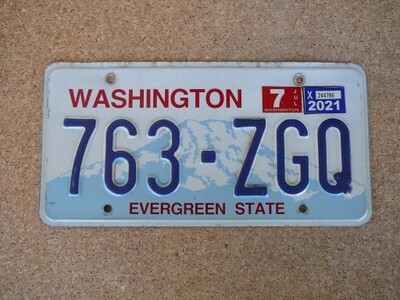 WASHINGTON
7 JUL WASHINGTON
X
2021
763·ZGQ
EVERGREEN STATE